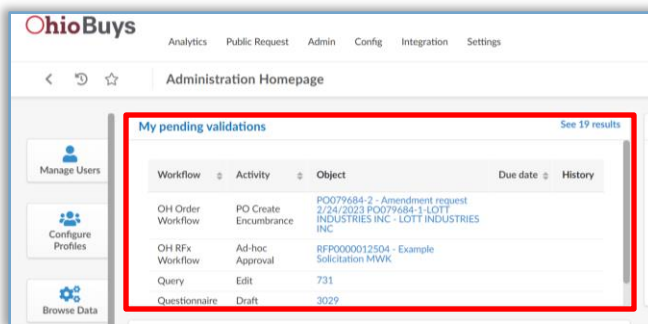 OhioBuys
Analytics Public Request Admin Config Integration Settings
Administration Homepage
My pending validations See 19 results
Manage Users
Workflow Activity Object Due date History
OH Order Workflow
PO Create Encumbrance
PO079684-2 - Amendment request
2/24/2023 PO079684-1-LOTT
INDUSTRIES INC - LOTT INDUSTRIES
INC
Configure
Profiles
OH RFx Workflow
Ad-hoc Approval
RFP0000012504 - Example
Solicitation MWK
Query Edit 731
Questionnaire Draft 3029
Browse Data